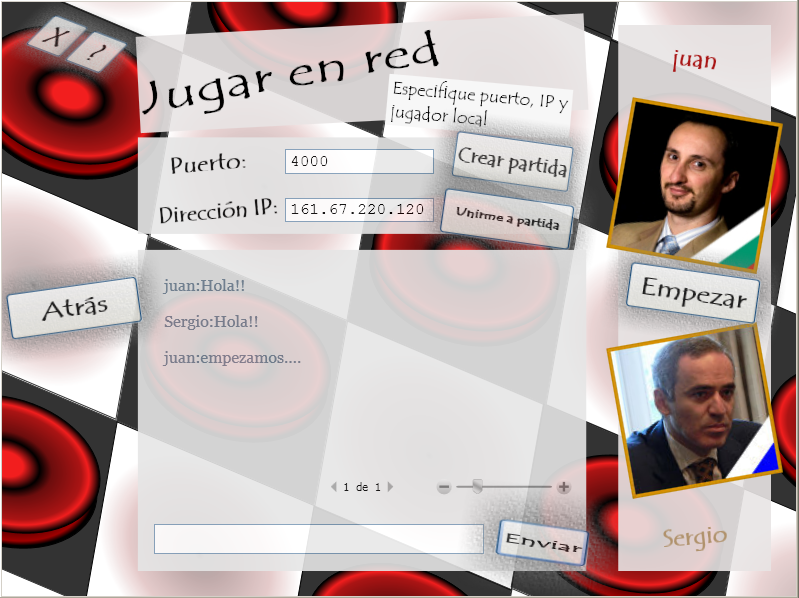 X ?
Jugar en red
Especifique puerto, IP y
jugador local
Puerto: 4000
Crear partida
Dirección IP: 161.67.220.120
Unirme a partida
juan
Atrás
juan:Hola!!
Sergio:Hola!!
juan:empezamos....
Empezar
1 de 1
Enviar
Sergio